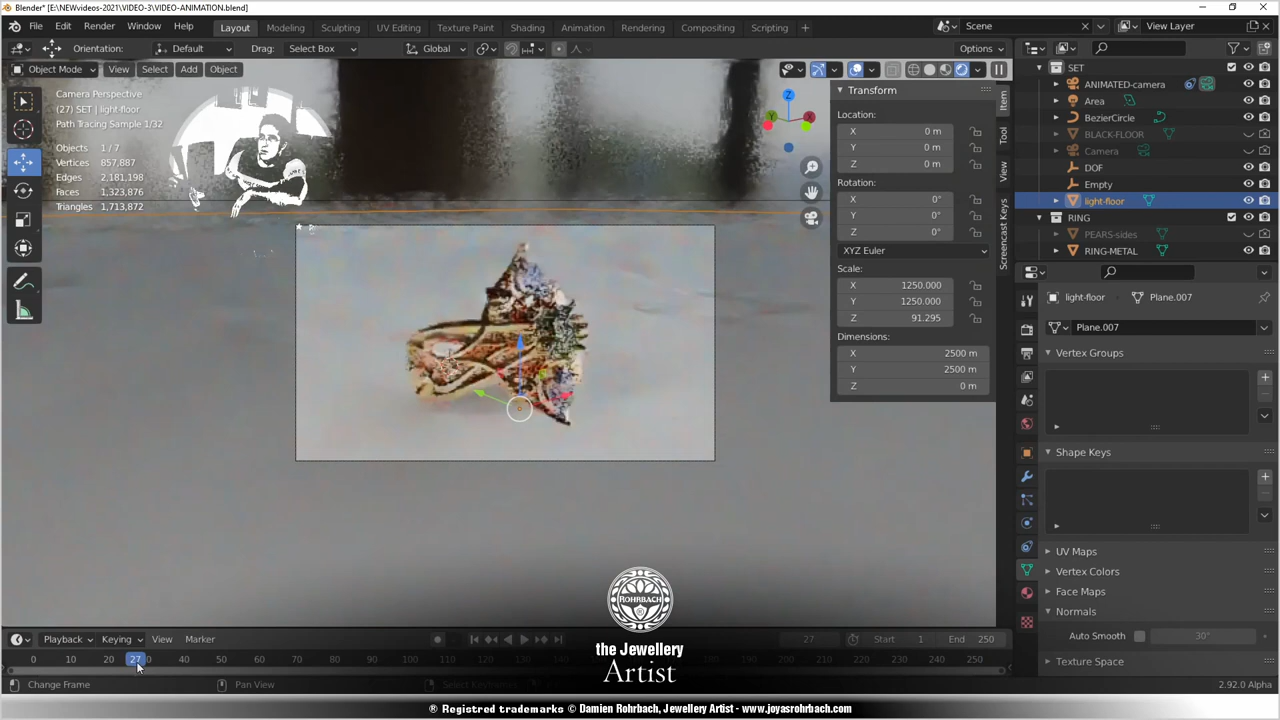 Blender* [E:\NEWvideos-2021\VIDEO-3\VIDEO-ANIMATION.blend]
File Edit Render Window Help Layout Modeling Sculpting UV Editing Texture Paint Shading Animation Rendering Compositing Scripting + Scene View Layer
Orientation: Default Drag: Select Box Global Options
Object Mode View Select Add Object
Camera Perspective
(27) SET | light-floor
Path Tracing Sample 1/32
Objects 1 / 7
Vertices 857,887
Edges 2,181,198
Faces 1,323,876
Triangles 1,713,872
Z
Y
X
Transform
Location:
X 0 m
Y 0 m
Z 0 m
Rotation:
X 0°
Y 0°
Z 0°
XYZ Euler
Scale:
X 1250.000
Y 1250.000
Z 91.295
Dimensions:
X 2500 m
Y 2500 m
Z 0 m
Item
Tool
View
Screencast Keys
SET
ANIMATED-camera
Area
BezierCircle
BLACK-FLOOR
Camera
DOF
Empty
light-floor
RING
PEARS-sides
RING-METAL
light-floor Plane.007
Plane.007
Vertex Groups
Shape Keys
UV Maps
Vertex Colors
Face Maps
Normals
Auto Smooth 30°
Texture Space
ROHRBACH
the Jewellery
Artist
Playback Keying View Marker 27 Start 1 End 250
0 10 20 27 40 50 60 70 80 90 100 110 120 130 140 150 160 170 180 190 200 210 220 230 240 250
Change Frame Pan View Select Keyframes 2.92.0 Alpha
® Registered trademarks © Damien Rohrbach, Jewellery Artist - www.joyasrohrbach.com